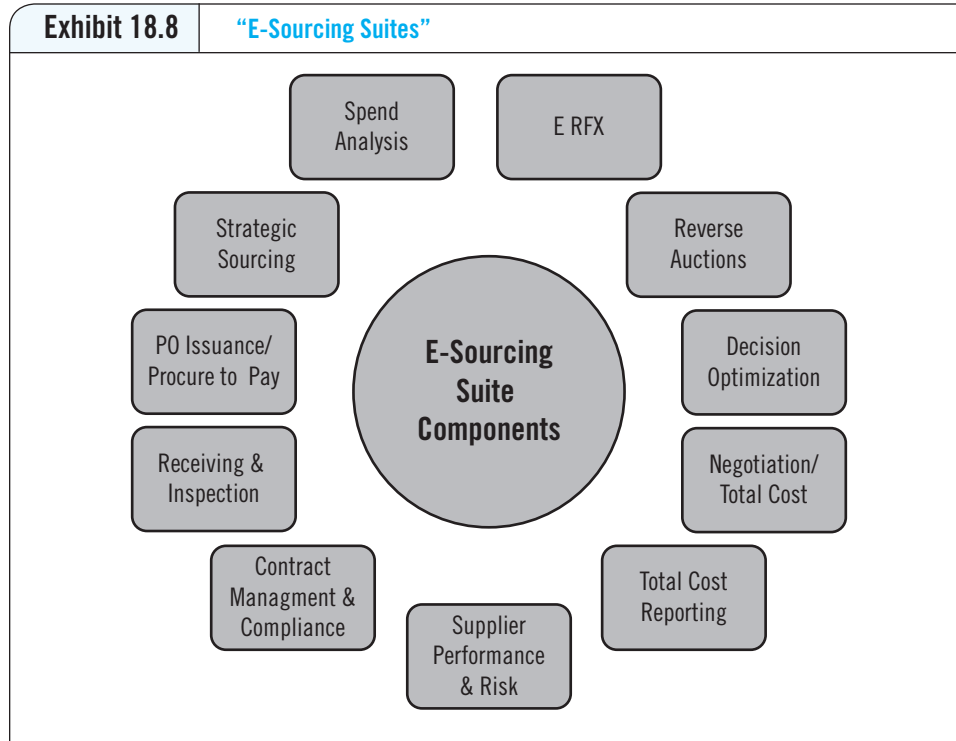 Exhibit 18.8
“E-Sourcing Suites”
Spend
Analysis
E RFX
Strategic
Sourcing
Reverse
Auctions
PO Issuance/
Procure to Pay
E-Sourcing
Suite
Components
Decision
Optimization
Receiving &
Inspection
Negotiation/
Total Cost
Contract
Managment &
Compliance
Total Cost
Reporting
Supplier
Performance
& Risk